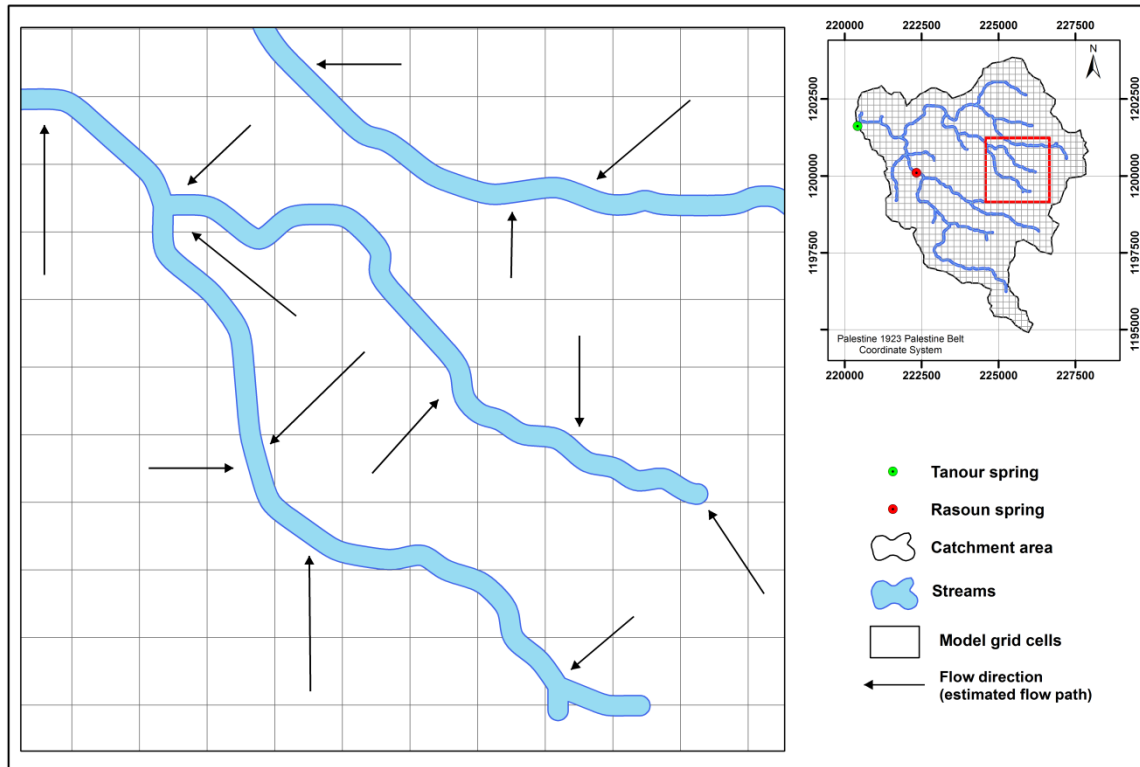 220000 222500 225000 227500
N
1202500 1202500
1200000 1200000
1197500 1197500
1195000 1195000
Palestine 1923 Palestine Belt
Coordinate System
220000 222500 225000 227500
Tanour spring
Rasoun spring
Catchment area
Streams
Model grid cells
Flow direction
(estimated flow path)